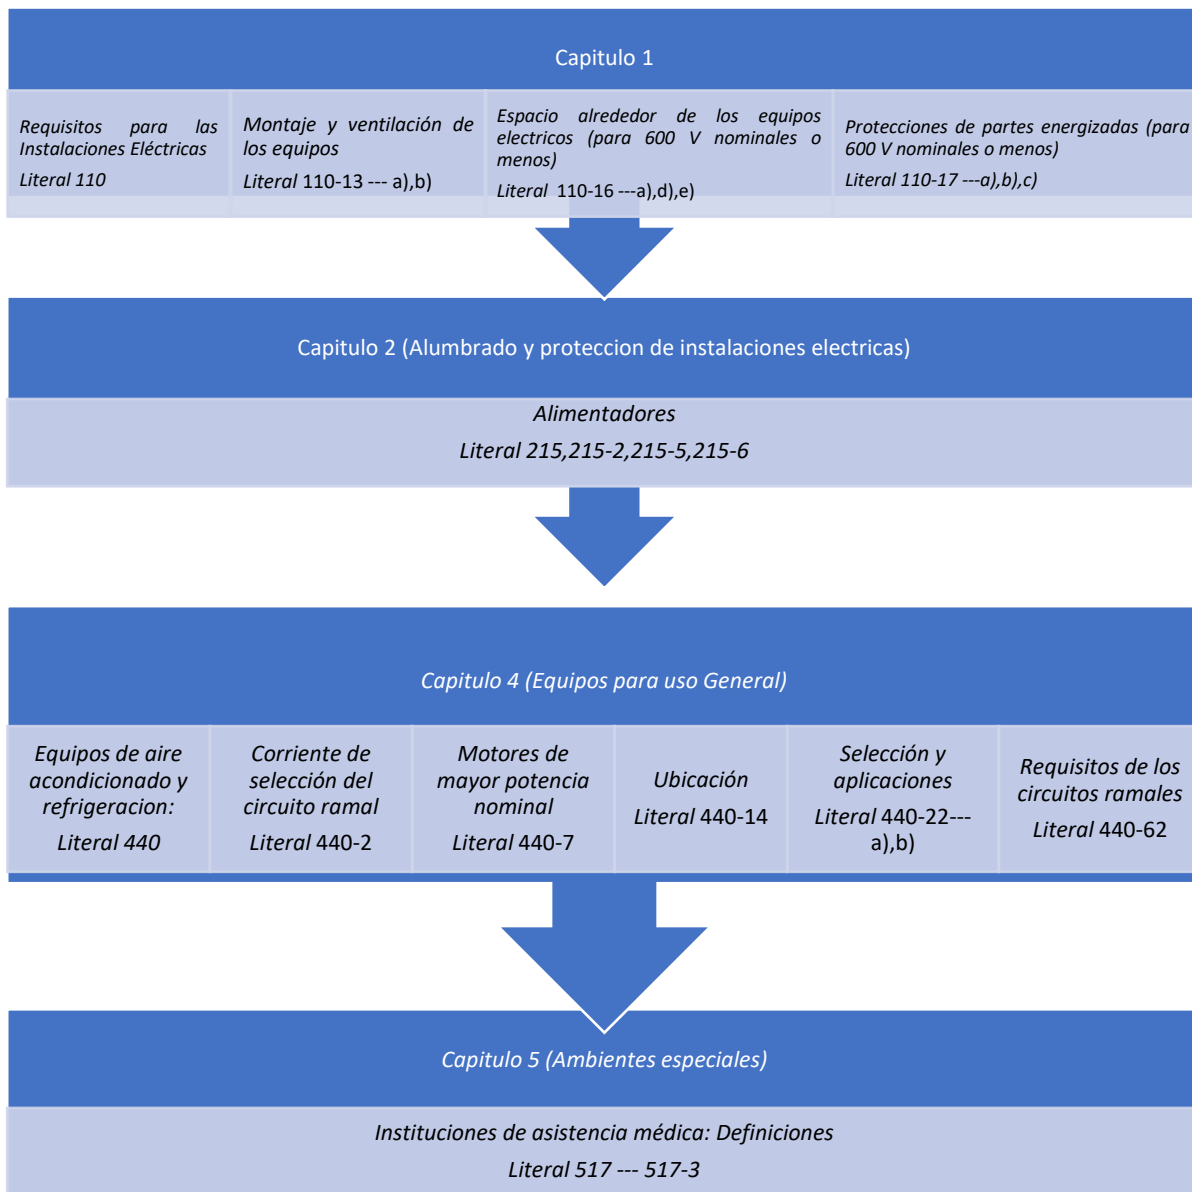 Capitulo 1
Requisitos para las
Instalaciones Eléctricas
Literal 110
Montaje y ventilación de
los equipos
Literal 110-13 --- a),b)
Espacio alrededor de los equipos
electricos (para 600 V nominales o
menos)
Literal 110-16 ---a),d),e)
Protecciones de partes energizadas (para
600 V nominales o menos)
Literal 110-17 ---a),b),c)
Capitulo 2 (Alumbrado y proteccion de instalaciones electricas)
Alimentadores
Literal 215,215-2,215-5,215-6
Capitulo 4 (Equipos para uso General)
Equipos de aire
acondicionado y
refrigeracion:
Literal 440
Corriente de
selección del
circuito ramal
Literal 440-2
Motores de
mayor potencia
nominal
Literal 440-7
Ubicación
Literal 440-14
Selección y
aplicaciones
Literal 440-22---
a),b)
Requisitos de los
circuitos ramales
Literal 440-62
Capitulo 5 (Ambientes especiales)
Instituciones de asistencia médica: Definiciones
Literal 517 --- 517-3